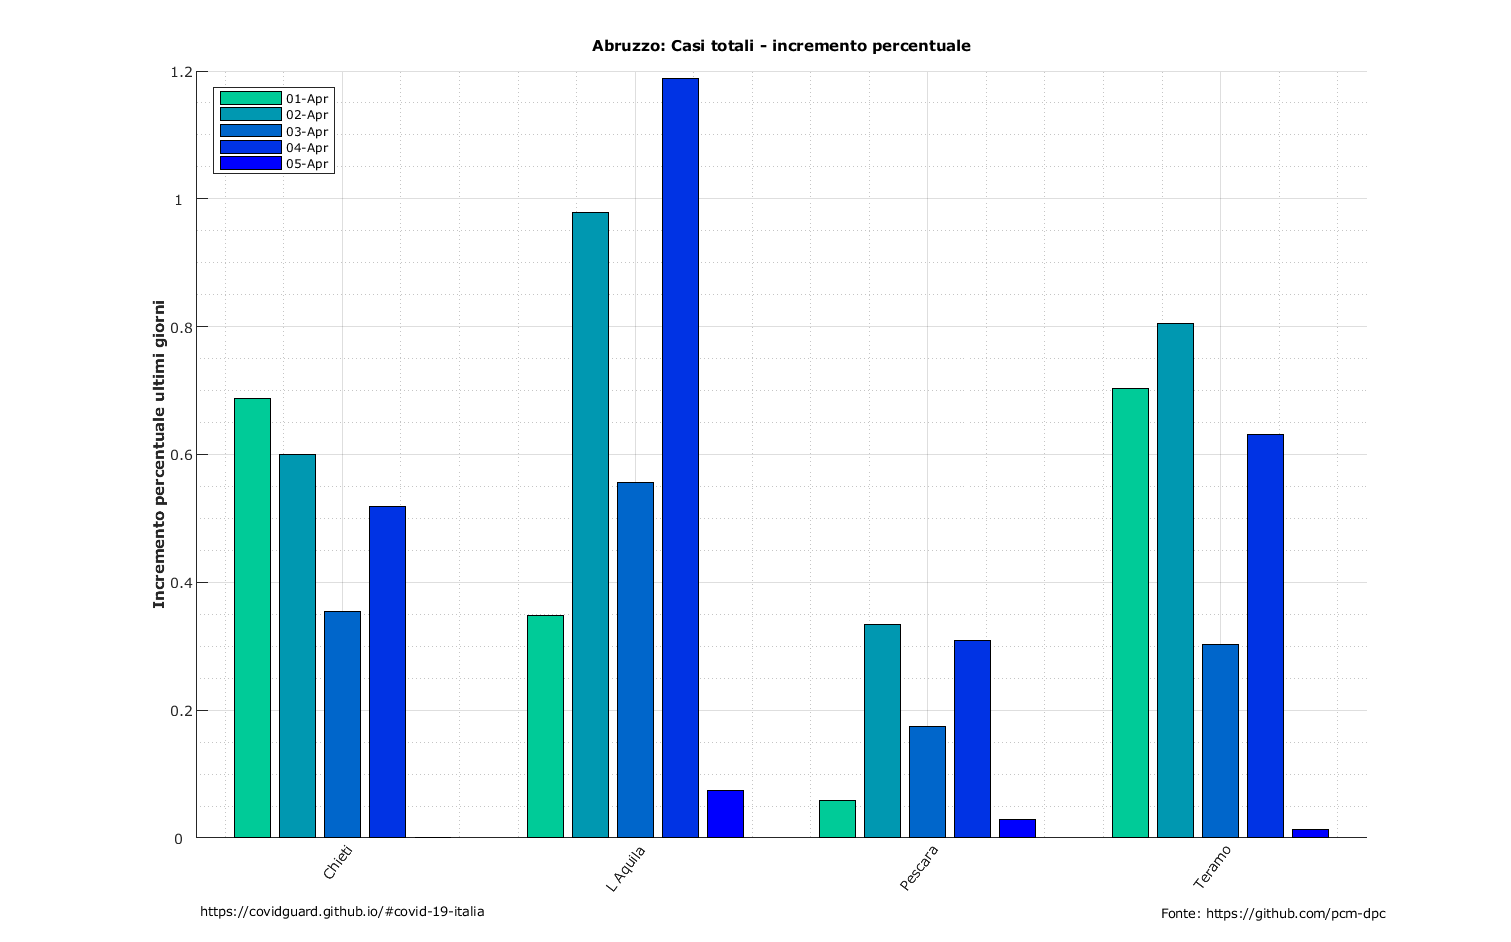 Abruzzo: Casi totali - incremento percentuale
1.2
1
0.8
0.6
0.4
0.2
0
Incremento percentuale ultimi giorni
01-Apr
02-Apr
03-Apr
04-Apr
05-Apr
Chieti
L Aquila
Pescara
Teramo
https://covidguard.github.io/#covid-19-italia
Fonte: https://github.com/pcm-dpc